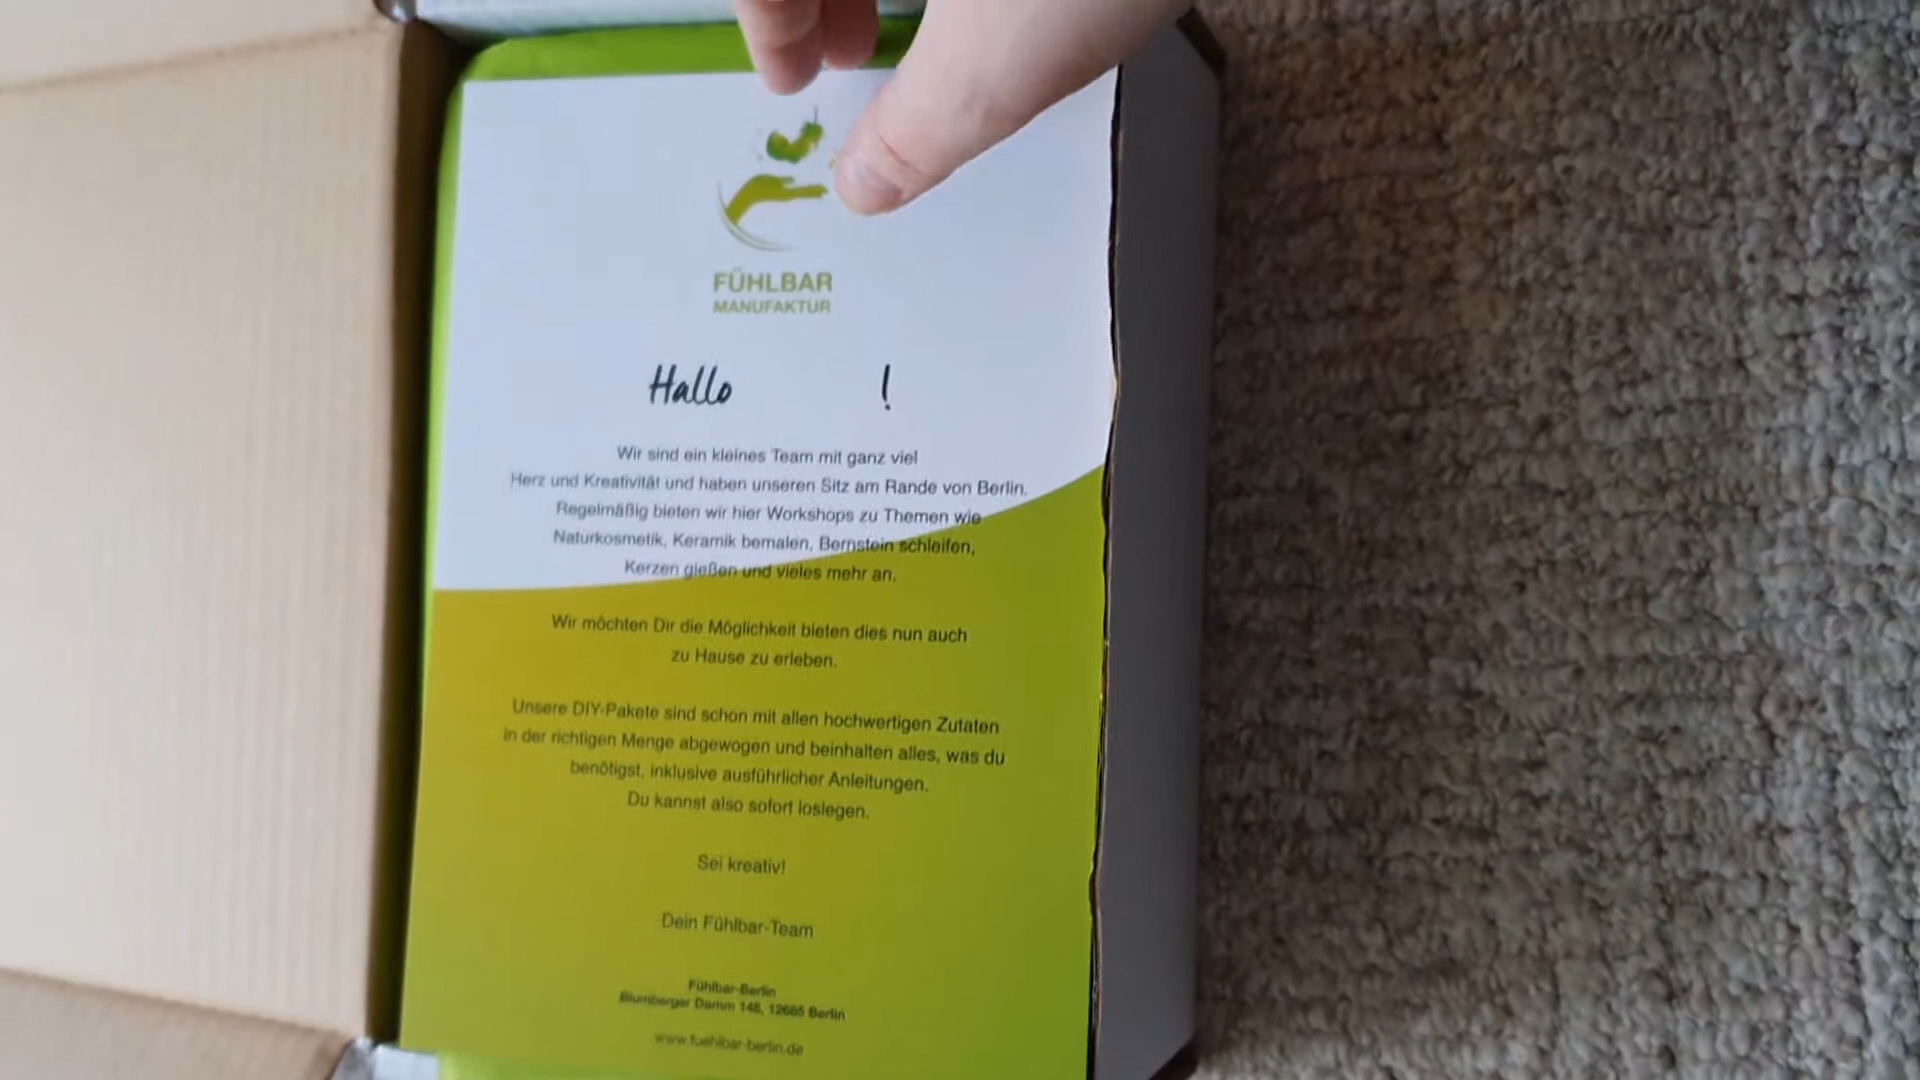 FÜHLBAR
MANUFAKTUR
Hallo !
Wir sind ein kleines Team mit ganz viel
Herz und Kreativität und haben unseren Sitz am Rande von Berlin.
Regelmäßig bieten wir hier Workshops zu Themen wie
Naturkosmetik, Keramik bemalen, Bernstein schleifen,
Kerzen gießen und vieles mehr an.
Wir möchten Dir die Möglichkeit bieten dies nun auch
zu Hause zu erleben.
Unsere DIY-Pakete sind schon mit allen hochwertigen Zutaten
in der richtigen Menge abgewogen und beinhalten alles, was du
benötigst, inklusive ausführlicher Anleitungen.
Du kannst also sofort loslegen.
Sei kreativ!
Dein Fühlbar-Team
Fühlbar-Berlin
Blumberger Damm 148, 12685 Berlin
www.fuehlbar-berlin.de